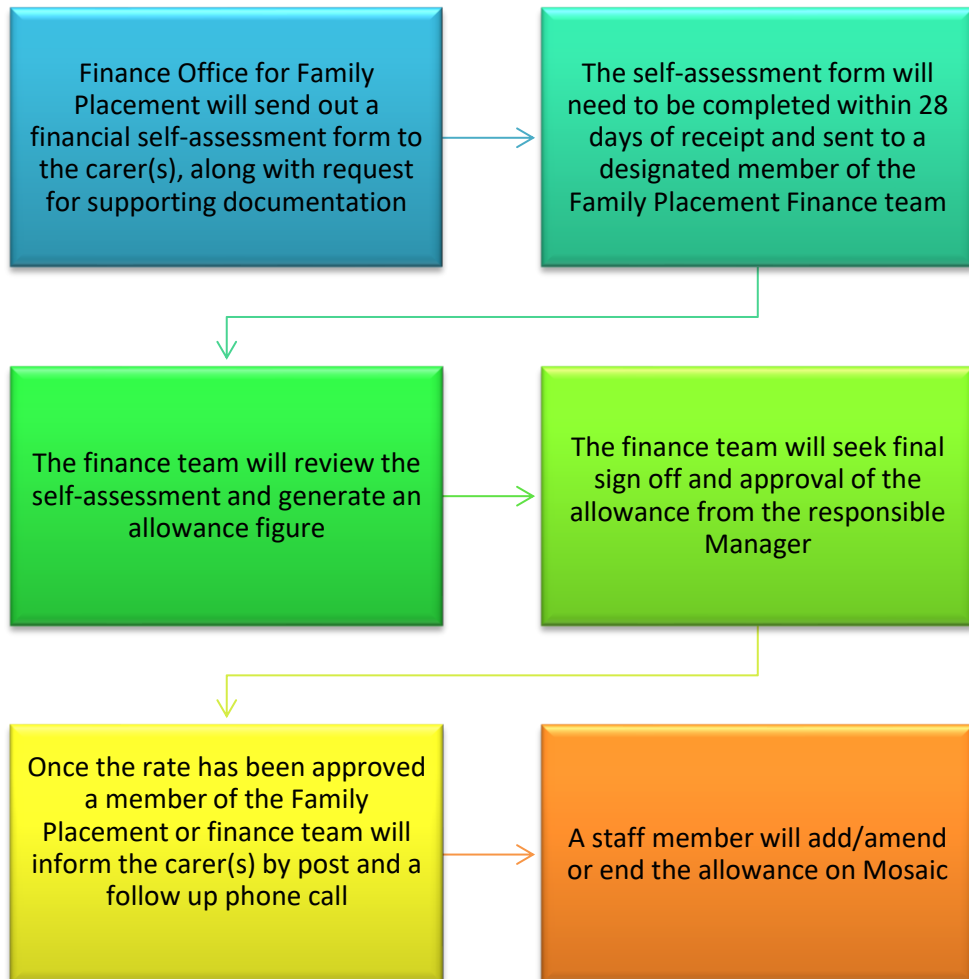 Finance Office for Family
Placement will send out a
financial self-assessment form to
the carer(s), along with request
for supporting documentation
The self-assessment form will
need to be completed within 28
days of receipt and sent to a
designated member of the
Family Placement Finance team
The finance team will review the
self-assessment and generate an
allowance figure
The finance team will seek final
sign off and approval of the
allowance from the responsible
Manager
Once the rate has been approved
a member of the Family
Placement or finance team will
inform the carer(s) by post and a
follow up phone call
A staff member will add/amend
or end the allowance on Mosaic